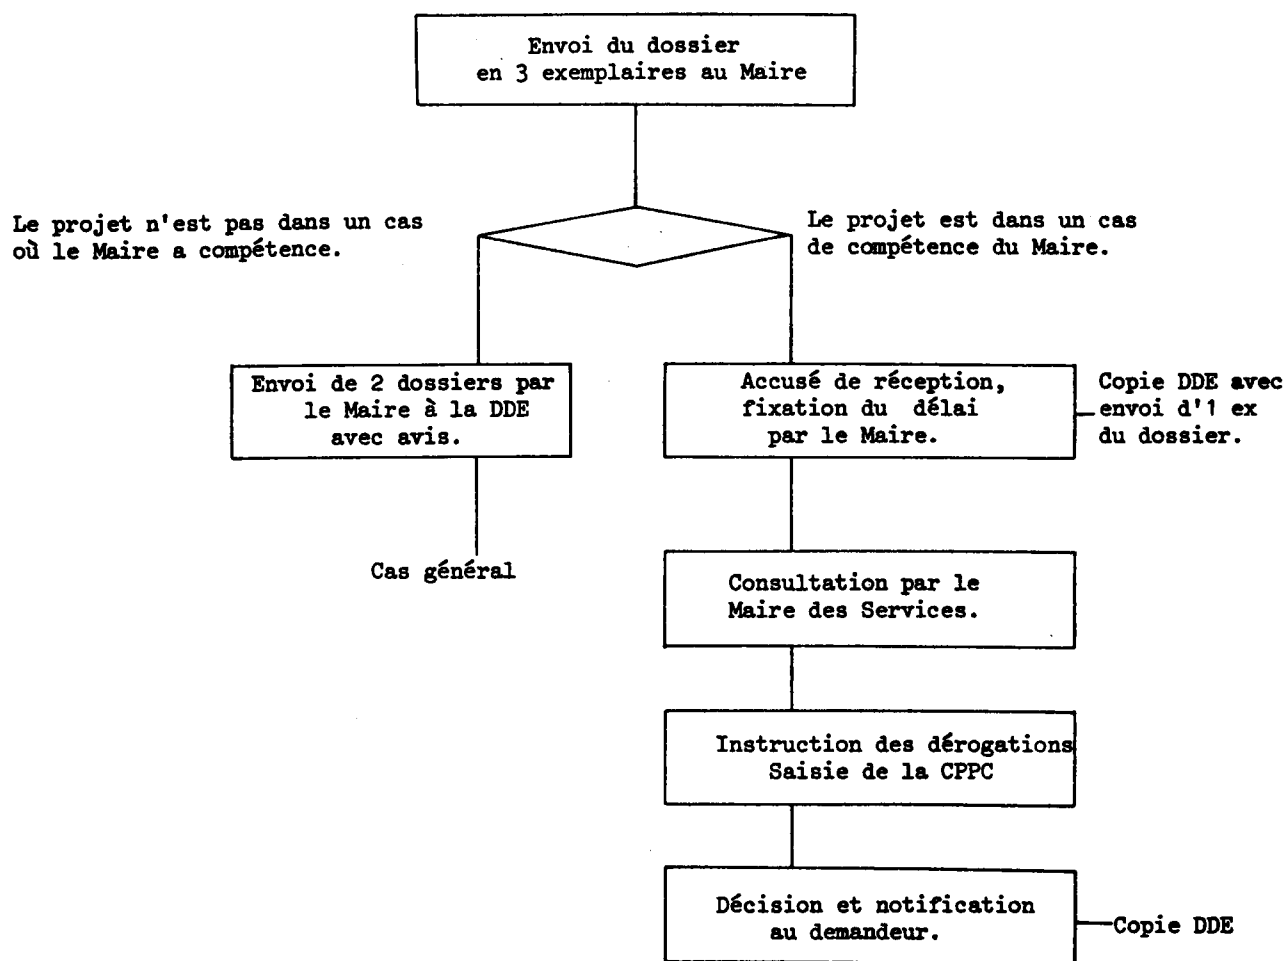 Envoi du dossier
en 3 exemplaires au Maire
Le projet n'est pas dans un cas
où le Maire a compétence.
Le projet est dans un cas
de compétence du Maire.
Envoi de 2 dossiers par
le Maire à la DDE
avec avis.
Accusé de réception,
fixation du délai
par le Maire.
Copie DDE avec
envoi d'1 ex
du dossier.
Cas général
Consultation par le
Maire des Services.
Instruction des dérogations
Saisie de la CPPC
Décision et notification
au demandeur.
Copie DDE